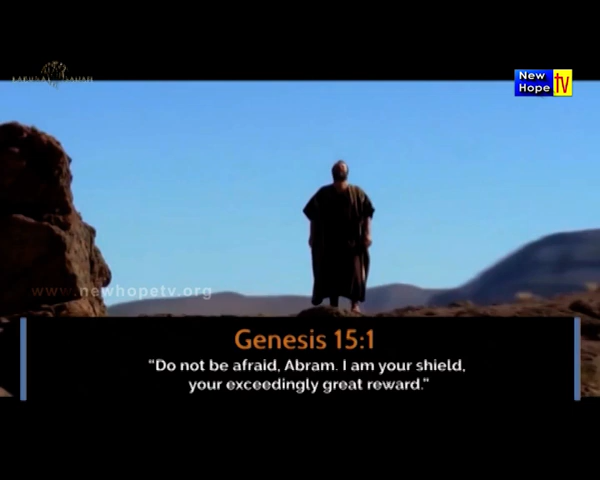 New
Hope
TV
www.newhopetv.org
Genesis 15:1
"Do not be afraid, Abram. I am your shield,
your exceedingly great reward."